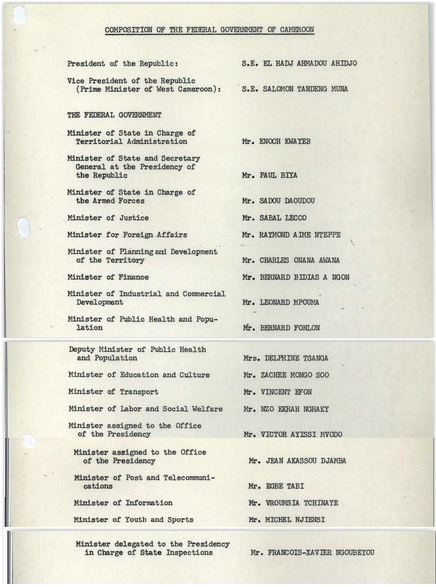 COMPOSITION OF THE FEDERAL GOVERNMENT OF CAMEROON
President of the Republic: S.E. EL HADJ AHMADOU AHIDJO
Vice President of the Republic
(Prime Minister of West Cameroon): S.E. SALOMON TANDENG MUNA
THE FEDERAL GOVERNMENT
Minister of State in Charge of
Territorial Administration Mr. ENOCH KWAYEB
Minister of State and Secretary
General at the Presidency of
the Republic Mr. PAUL BIYA
Minister of State in Charge of
the Armed Forces Mr. SADOU DAOUDOU
Minister of Justice Mr. SABAL LECCO
Minister for Foreign Affairs Mr. RAYMOND AIME NTEPPE
Minister of Planning and Development
of the Territory Mr. CHARLES ONANA AWANA
Minister of Finance Mr. BERNARD BIDIAS A NGON
Minister of Industrial and Commercial
Development Mr. LEONARD MPOUMA
Minister of Public Health and Popu-
lation Mr. BERNARD FONLON
Deputy Minister of Public Health
and Population Mrs. DELPHINE TSANGA
Minister of Education and Culture Mr. ZACHEE MONGO SOO
Minister of Transport Mr. VINCENT EFON
Minister of Labor and Social Welfare Mr. NZO EKHAH NGHAKY
Minister assigned to the Office
of the Presidency Mr. VICTOR AYISSI MVODO
Minister assigned to the Office
of the Presidency Mr. JEAN AKASSOU DJAMBA
Minister of Post and Telecommuni-
cations Mr. EGBE TABI
Minister of Information Mr. VROUMSIA TCHINAYE
Minister of Youth and Sports Mr. MICHEL NJIENSI
Minister delegated to the Presidency
in Charge of State Inspections Mr. FRANCOIS-XAVIER NGOUBEYOU